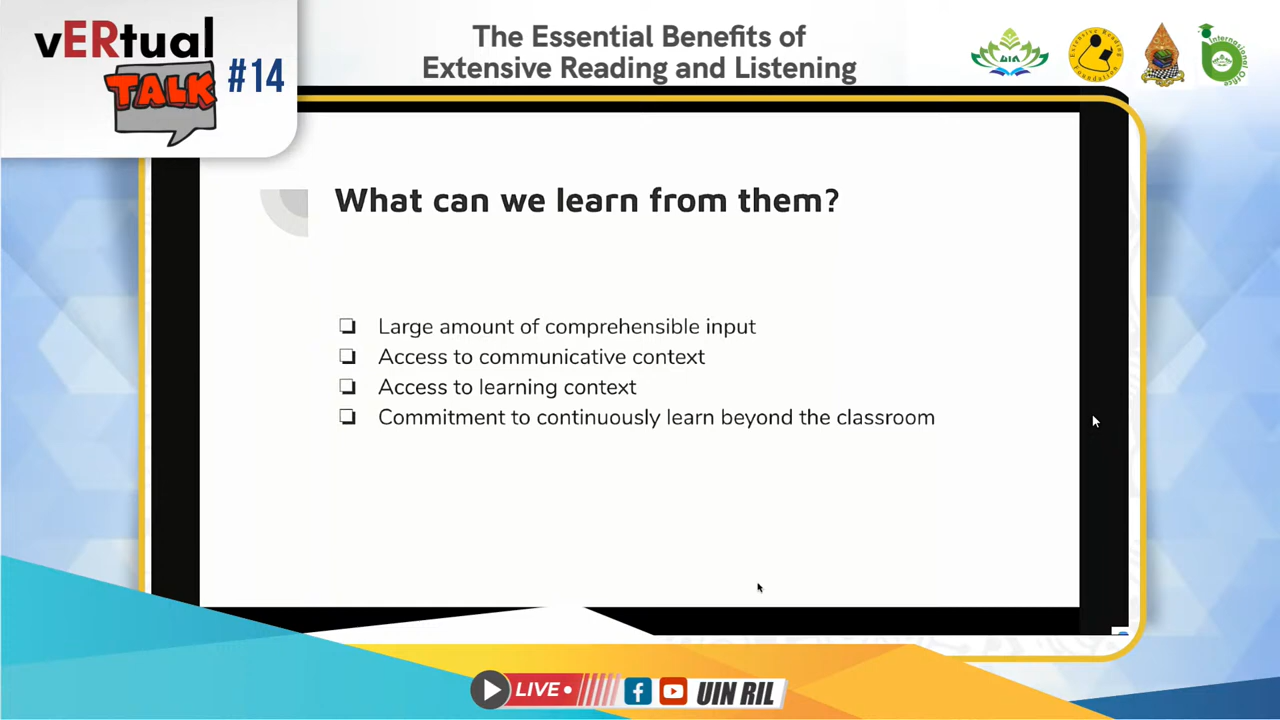 vERtual
TALK
#14
The Essential Benefits of
Extensive Reading and Listening
What can we learn from them?
Large amount of comprehensible input
Access to communicative context
Access to learning context
Commitment to continuously learn beyond the classroom
LIVE
UIN RIL